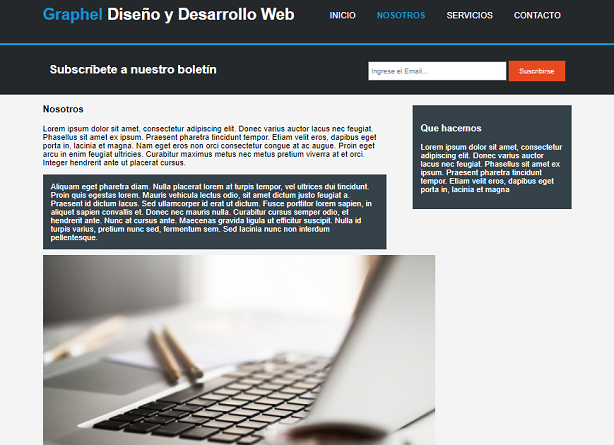 Graphel Diseño y Desarrollo Web
INICIO NOSOTROS SERVICIOS CONTACTO
Subscríbete a nuestro boletín
Ingrese el Email...
Suscribirse
Nosotros
Lorem ipsum dolor sit amet, consectetur adipiscing elit. Donec varius auctor lacus nec feugiat.
Phasellus sit amet ex ipsum. Praesent pharetra tincidunt tempor. Etiam velit eros, dapibus eget
porta in, lacinia et magna. Nam eget eros non orci consectetur congue at ac augue. Proin eget
arcu in enim feugiat ultricies. Curabitur maximus metus nec metus pretium viverra at et orci.
Integer hendrerit ante ut placerat cursus.
Aliquam eget pharetra diam. Nulla placerat lorem at turpis tempor, vel ultrices dui tincidunt.
Proin quis egestas lorem. Mauris vehicula lectus odio, sit amet dictum justo feugiat a.
Praesent id dictum lacus. Sed ullamcorper id erat ut dictum. Fusce porttitor lorem sapien, in
aliquet sapien convallis et. Donec nec mauris nulla. Curabitur cursus semper odio, et
hendrerit ante. Nunc at cursus ante. Maecenas gravida ligula ut efficitur suscipit. Nulla id
turpis varius, pretium nunc sed, fermentum sem. Sed lacinia nunc non interdum
pellentesque.
Que hacemos
Lorem ipsum dolor sit amet, consectetur
adipiscing elit. Donec varius auctor lacus
nec feugiat. Phasellus sit amet ex
ipsum. Praesent pharetra tincidunt
tempor. Etiam velit eros, dapibus eget
porta in, lacinia et magna